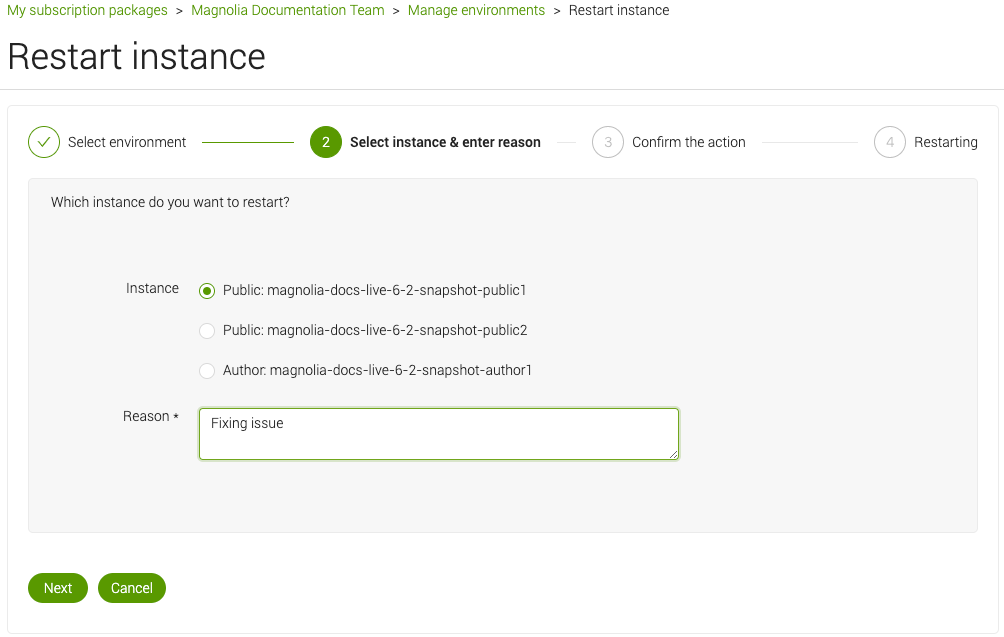 My subscription packages > Magnolia Documentation Team > Manage environments > Restart instance
Restart instance
Select environment 2 Select instance & enter reason 3 Confirm the action 4 Restarting
Which instance do you want to restart?
Instance Public: magnolia-docs-live-6-2-snapshot-public1
Public: magnolia-docs-live-6-2-snapshot-public2
Author: magnolia-docs-live-6-2-snapshot-author1
Reason * Fixing issue
Next Cancel